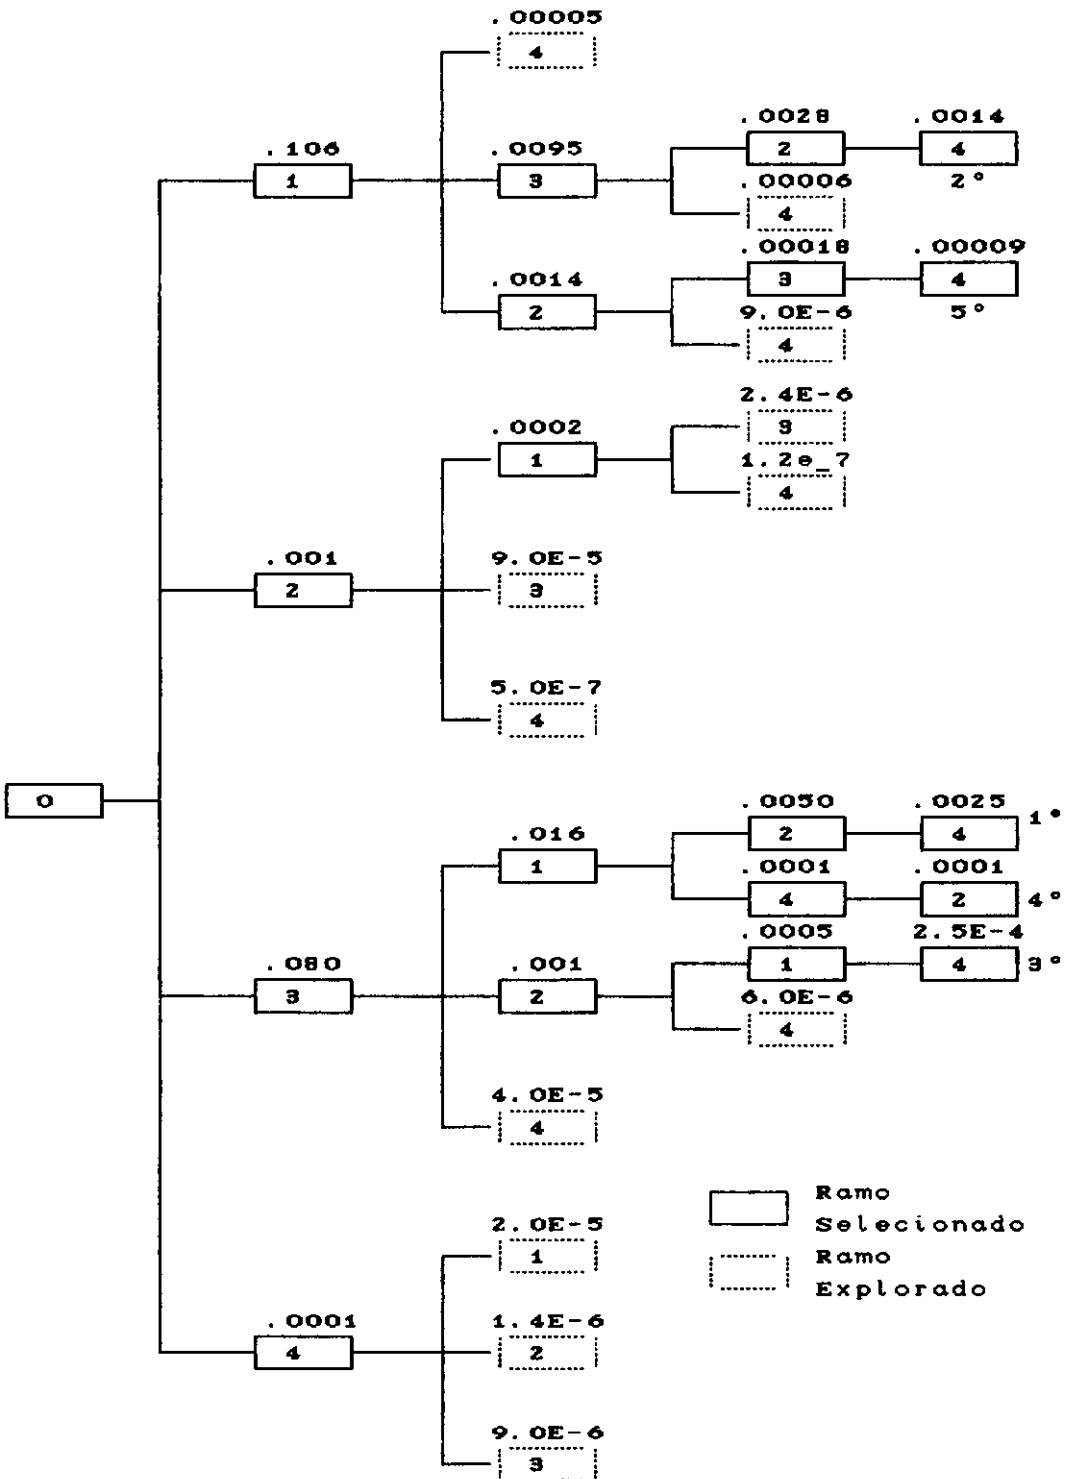 .00005
4
.0028 .0014
.106 .0095 2 4
1 3 .00006 2°
4
.00018 .00009
.0014 3 4
2 9.0E-6 5°
4
2.4E-6
.0002 3
1 1.2e_7
4
.001 9.0E-5
2 3
5.0E-7
4
0 .0050 .0025 1°
.016 2 4
1 .0001 .0001
4 2 4°
.0005 2.5E-4
.080 .001 1 4 3°
3 2 6.0E-6
4
4.0E-5
4
Ramo
Selecionado
2.0E-5
1 Ramo
Explorado
.0001 1.4E-6
4 2
9.0E-6
3